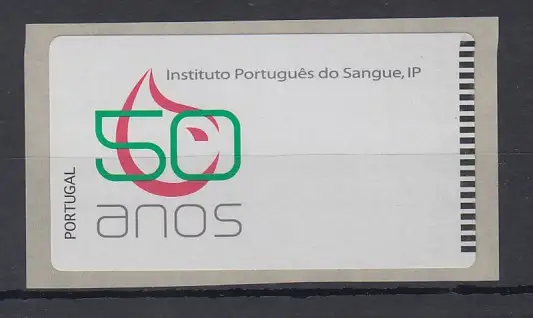 Instituto Português do Sangue, IP
50
anos
PORTUGAL